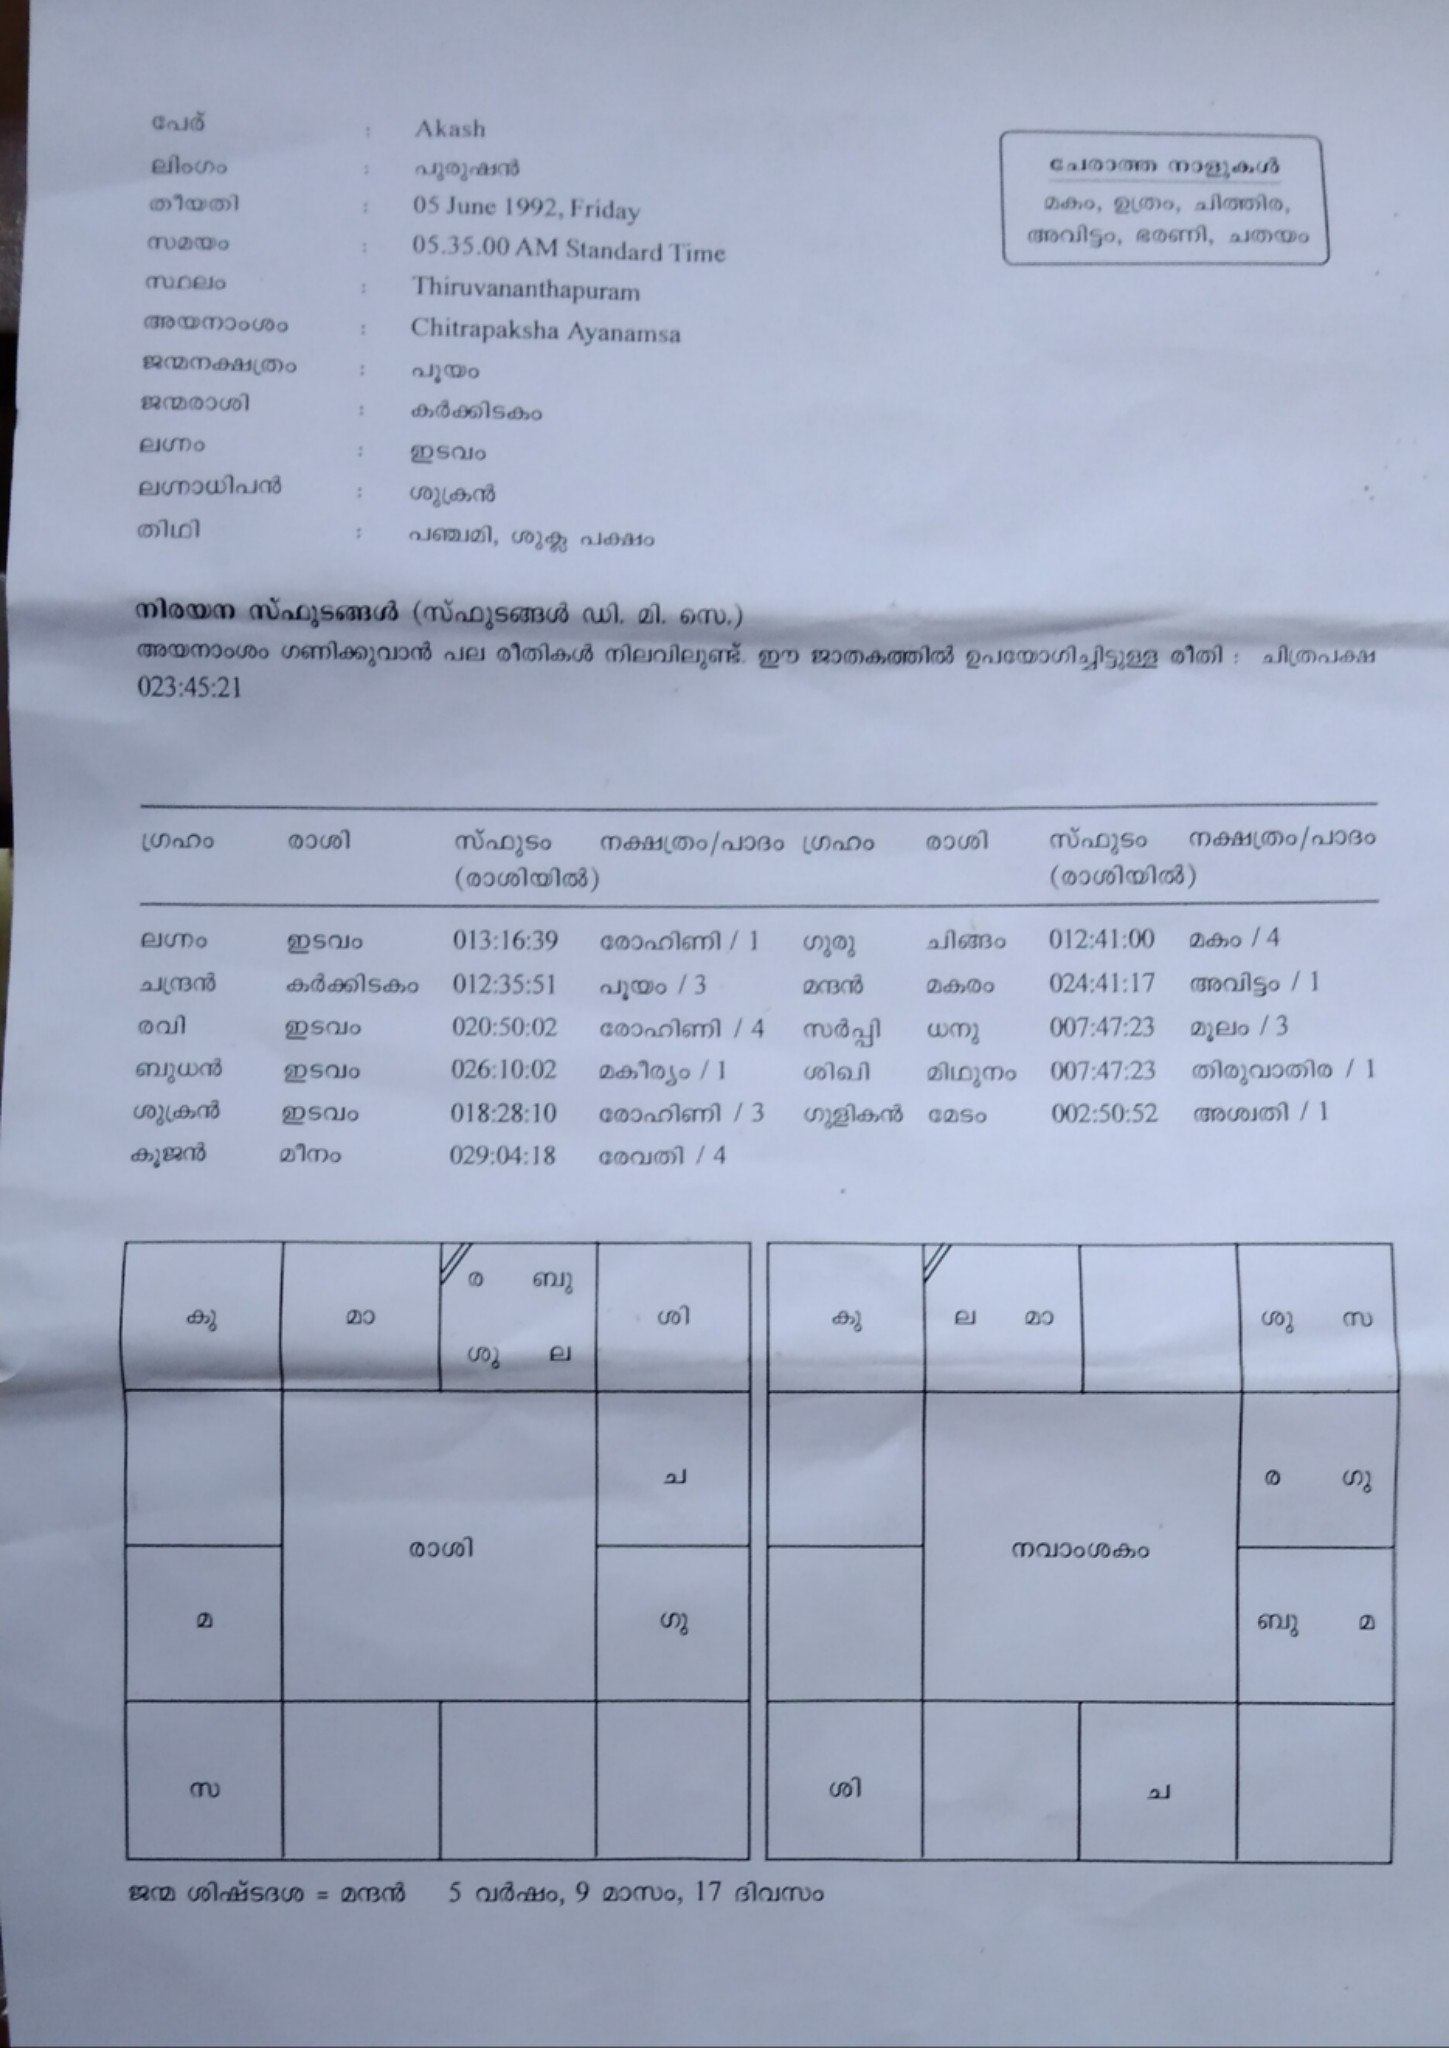 പേര് : Akash
ലിംഗം : പുരുഷൻ
തീയതി : 05 June 1992, Friday
സമയം : 05.35.00 AM Standard Time
സ്ഥലം : Thiruvananthapuram
അയനാംശം : Chitrapaksha Ayanamsa
ജന്മനക്ഷത്രം : പൂയം
ജന്മരാശി : കർക്കിടകം
ലഗ്നം : ഇടവം
ലഗ്നാധിപൻ : ശുക്രൻ
തിഥി : പഞ്ചമി, ശുക്ല പക്ഷം
ചേരാത്ത നാളുകൾ
മകം, ഉത്രം, ചിത്തിര,
അവിട്ടം, ഭരണി, ചതയം
നിരയന സ്ഫുടങ്ങൾ (സ്ഫുടങ്ങൾ ഡി. മി. സെ.)
അയനാംശം ഗണിക്കുവാൻ പല രീതികൾ നിലവിലുണ്ട്. ഈ ജാതകത്തിൽ ഉപയോഗിച്ചിട്ടുള്ള രീതി : ചിത്രപക്ഷ
023:45:21
ഗ്രഹം രാശി സ്ഫുടം നക്ഷത്രം/പാദം ഗ്രഹം രാശി സ്ഫുടം നക്ഷത്രം/പാദം
(രാശിയിൽ) (രാശിയിൽ)
ലഗ്നം ഇടവം 013:16:39 രോഹിണി / 1 ഗുരു ചിങ്ങം 012:41:00 മകം / 4
ചന്ദ്രൻ കർക്കിടകം 012:35:51 പൂയം / 3 മന്ദൻ മകരം 024:41:17 അവിട്ടം / 1
രവി ഇടവം 020:50:02 രോഹിണി / 4 സർപ്പി ധനു 007:47:23 മൂലം / 3
ബുധൻ ഇടവം 026:10:02 മകീര്യം / 1 ശിഖി മിഥുനം 007:47:23 തിരുവാതിര / 1
ശുക്രൻ ഇടവം 018:28:10 രോഹിണി / 3 ഗുളികൻ മേടം 002:50:52 അശ്വതി / 1
കുജൻ മീനം 029:04:18 രേവതി / 4
കു മാ ര ബു ശി
ശു ല
ച
രാശി
മ ഗു
സ
കു ല മാ ശു സ
ര ഗു
നവാംശകം
ബു മ
ശി ച
ജന്മ ശിഷ്ടദശ = മന്ദൻ 5 വർഷം, 9 മാസം, 17 ദിവസം